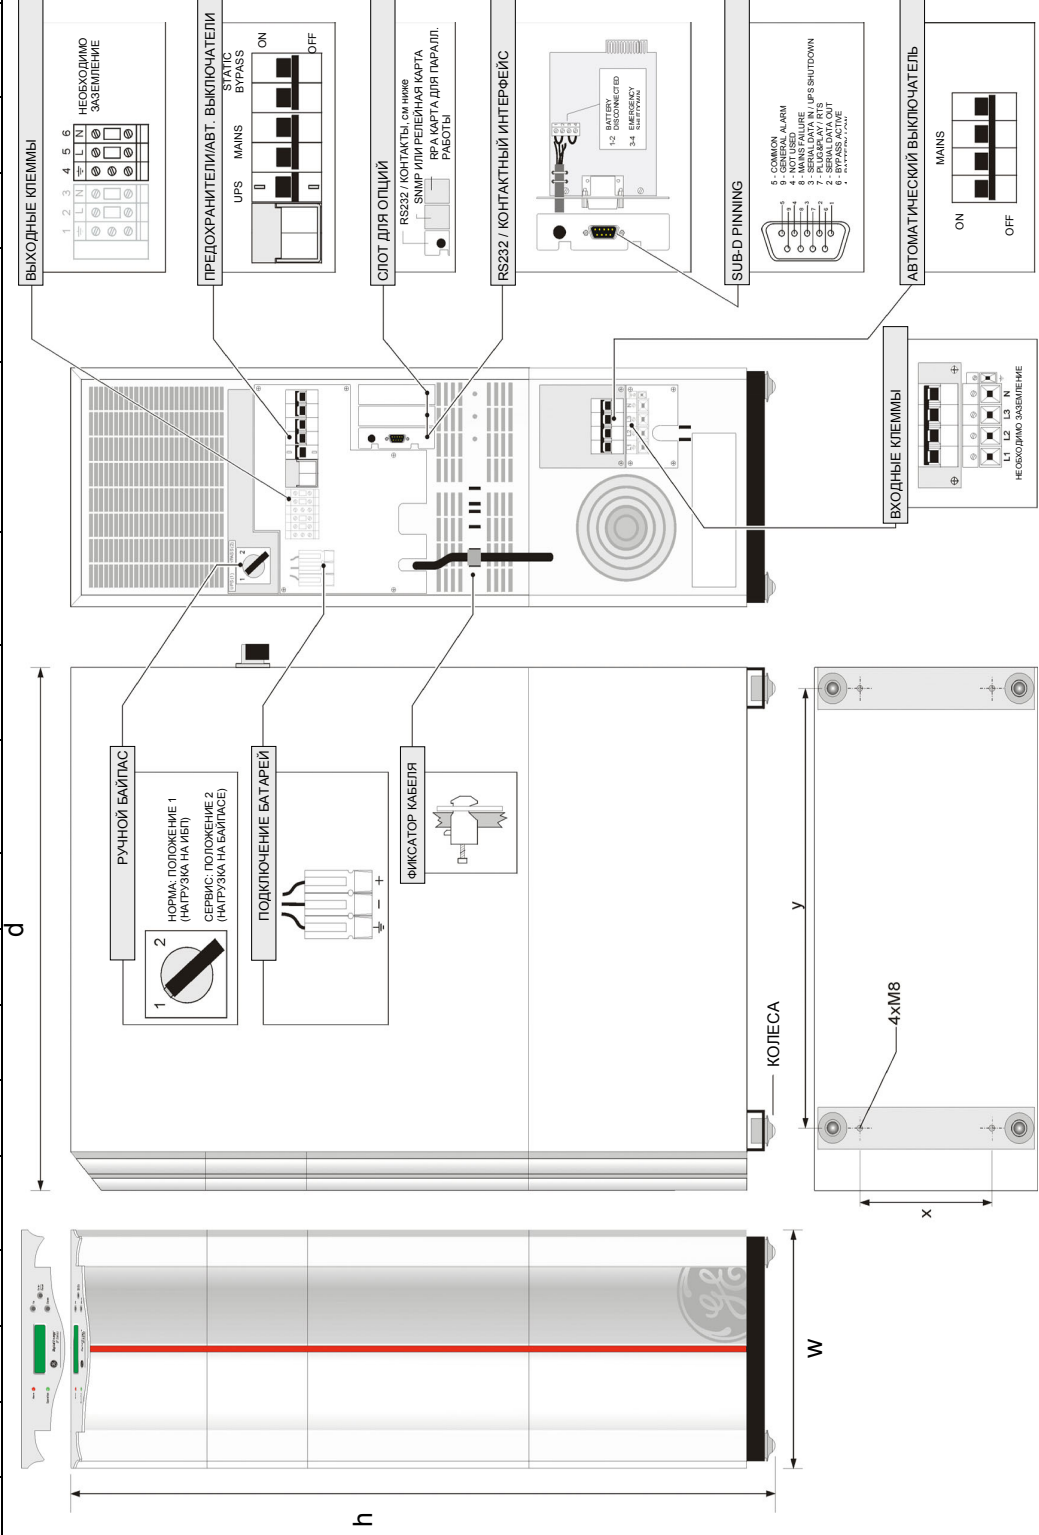 ВЫХОДНЫЕ КЛЕММЫ
НЕОБХОДИМО
ЗАЗЕМЛЕНИЕ
1 2 3 4 5 6
L N L N
ПРЕДОХРАНИТЕЛИ/АВТ. ВЫКЛЮЧАТЕЛИ
UPS
MAINS
STATIC
BYPASS
ON
OFF
СЛОТ ДЛЯ ОПЦИЙ
RS232 / КОНТАКТЫ, см ниже
SNMP ИЛИ РЕЛЕЙНАЯ КАРТА
RPA КАРТА ДЛЯ ПАРАЛЛ.
РАБОТЫ
RS232 / КОНТАКТНЫЙ ИНТЕРФЕЙС
1-2 BATTERY
DISCONNECTED
3-4 EMERGENCY
SUB-D PINNING
5 - COMMON
9 - GENERAL ALARM
4 - NOT USED
8 - MAINS FAILURE
3 - SERIAL DATA IN / UPS SHUTDOWN
7 - PLUG&PLAY / RTS
2 - SERIAL DATA OUT
6 - BYPASS ACTIVE
АВТОМАТИЧЕСКИЙ ВЫКЛЮЧАТЕЛЬ
MAINS
ON
OFF
ВХОДНЫЕ КЛЕММЫ
L1 L2 L3 N
НЕОБХОДИМО ЗАЗЕМЛЕНИЕ
РУЧНОЙ БАЙПАС
1 2
НОРМА: ПОЛОЖЕНИЕ 1
(НАГРУЗКА НА ИБП)
СЕРВИС: ПОЛОЖЕНИЕ 2
(НАГРУЗКА НА БАЙПАСЕ)
ПОДКЛЮЧЕНИЕ БАТАРЕЙ
– +
ФИКСАТОР КАБЕЛЯ
1 2
d
КОЛЕСА
y
4xM8
x
h
W
GE